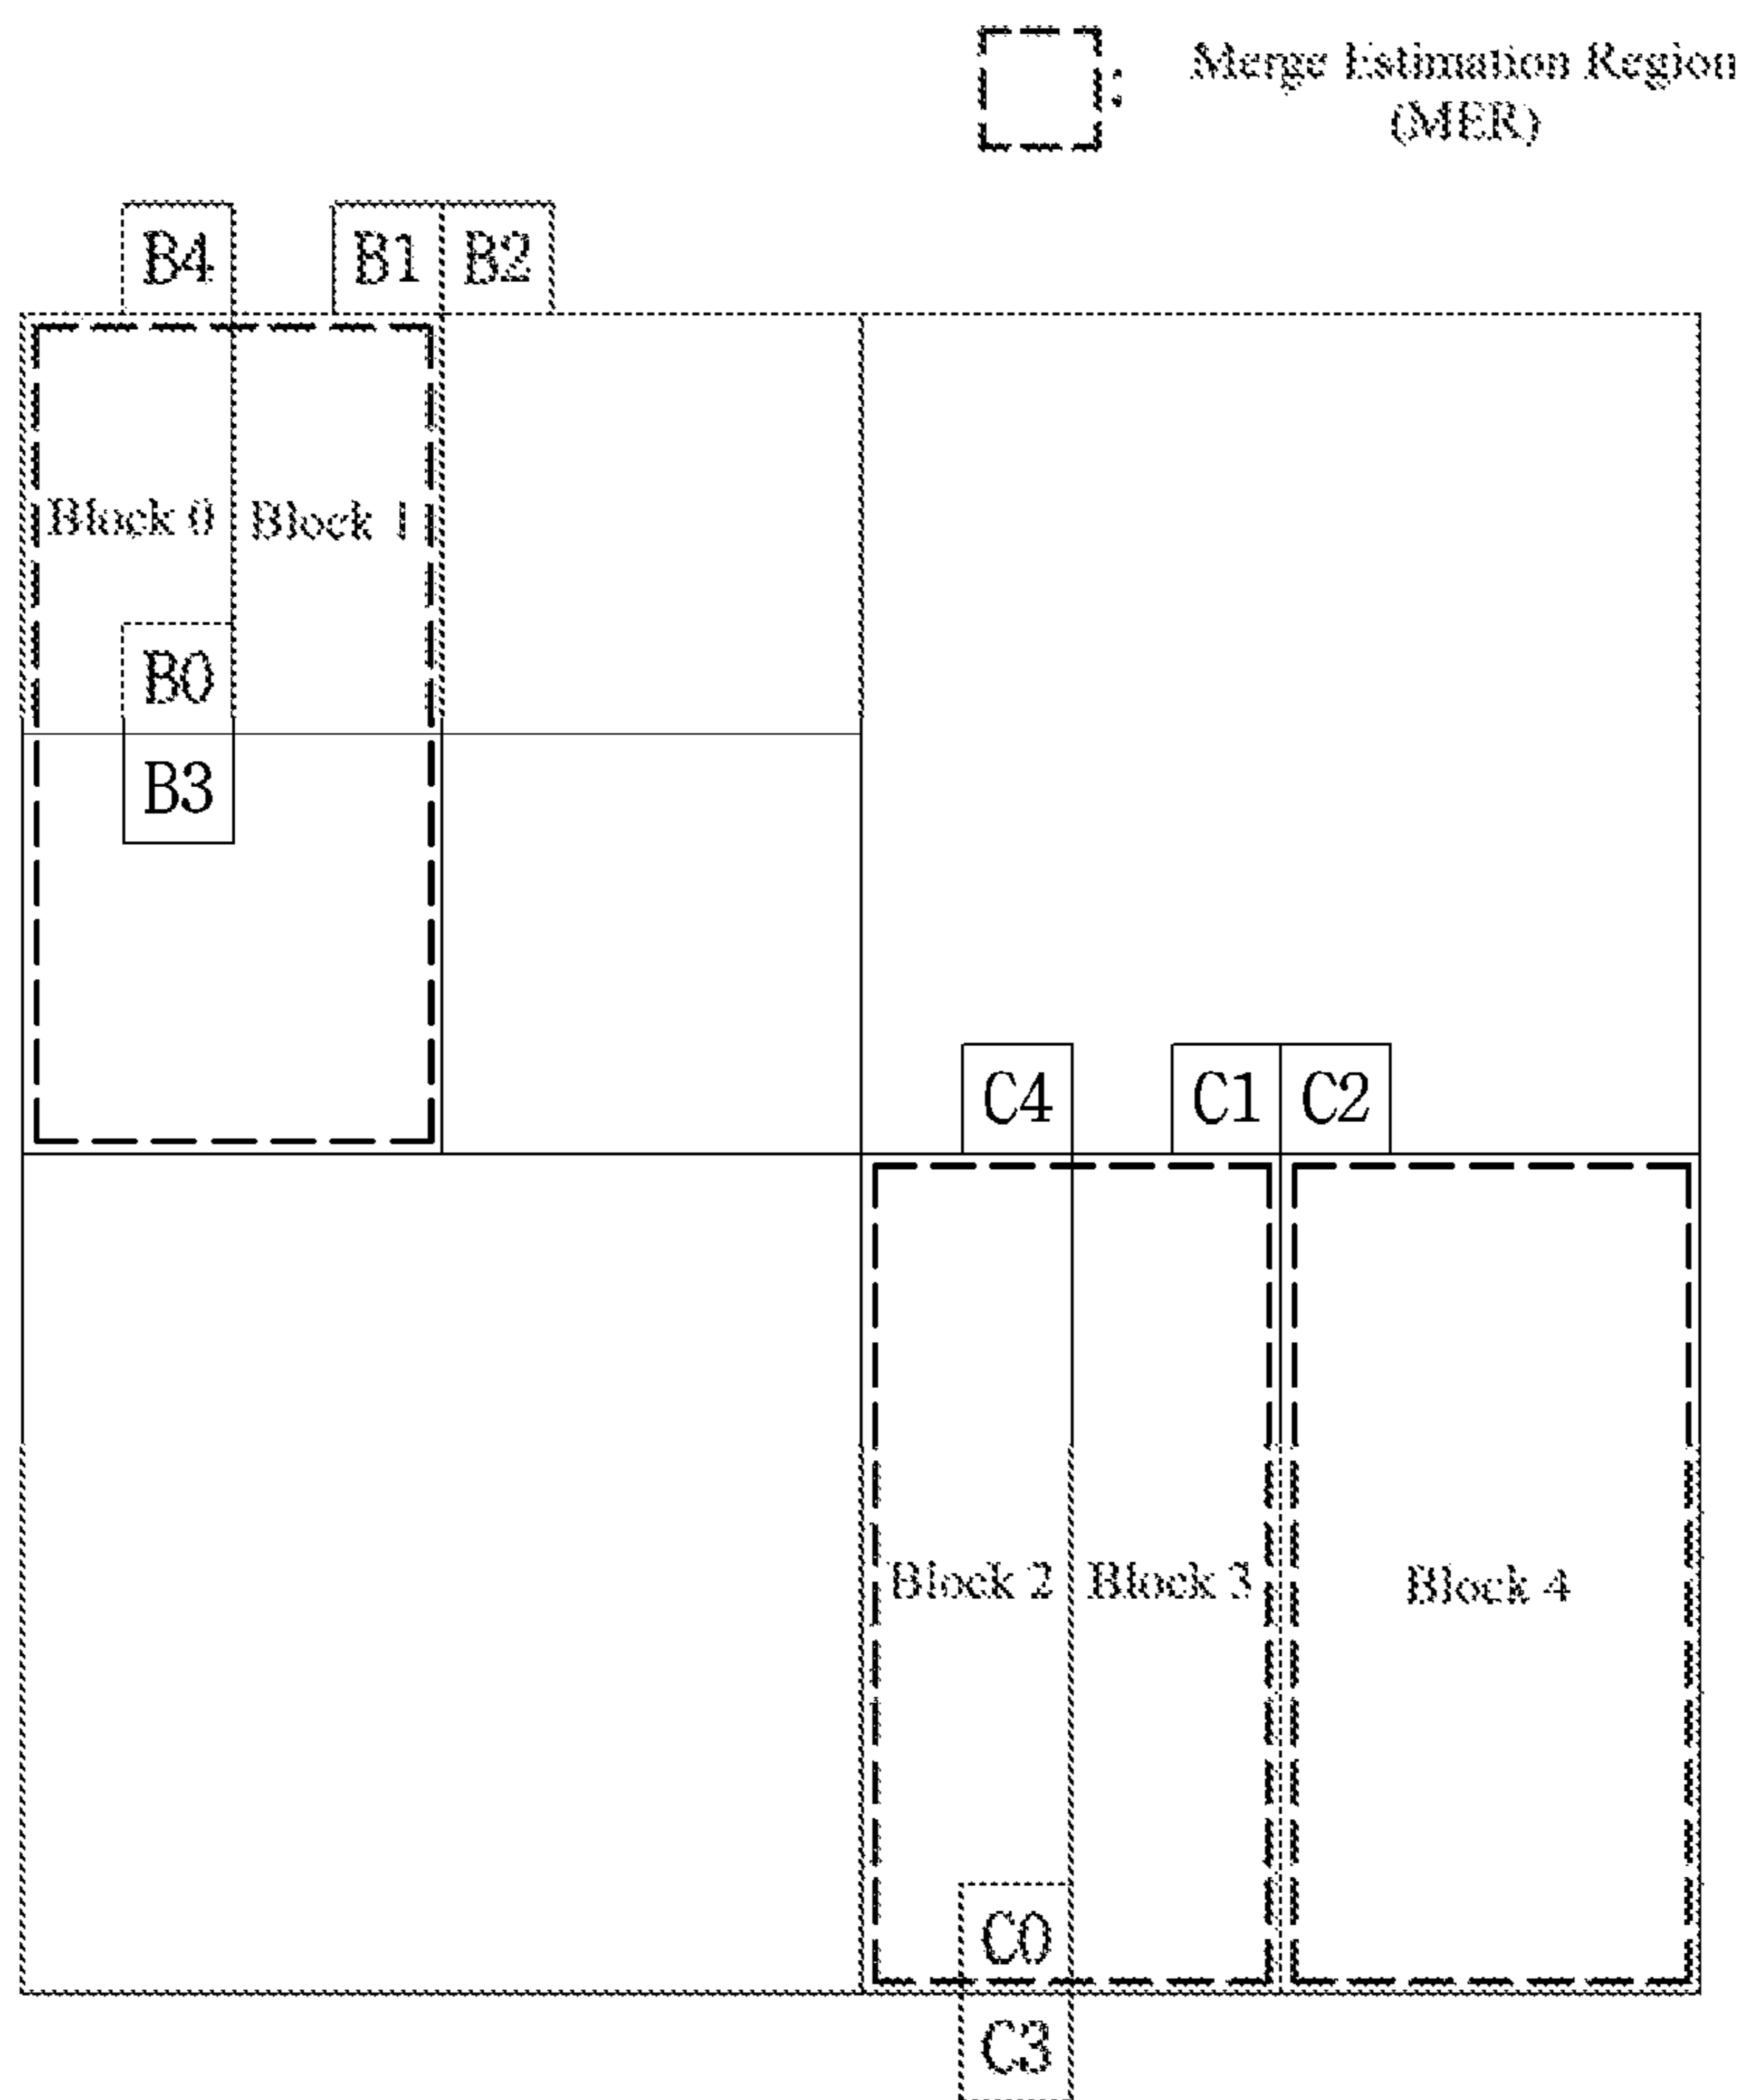 Merge Estimation Region
(MER)
B4 B1 B2
Block 0 Block 1
B0
B3
C4 C1 C2
Block 2 Block 3 Block 4
C0
C3